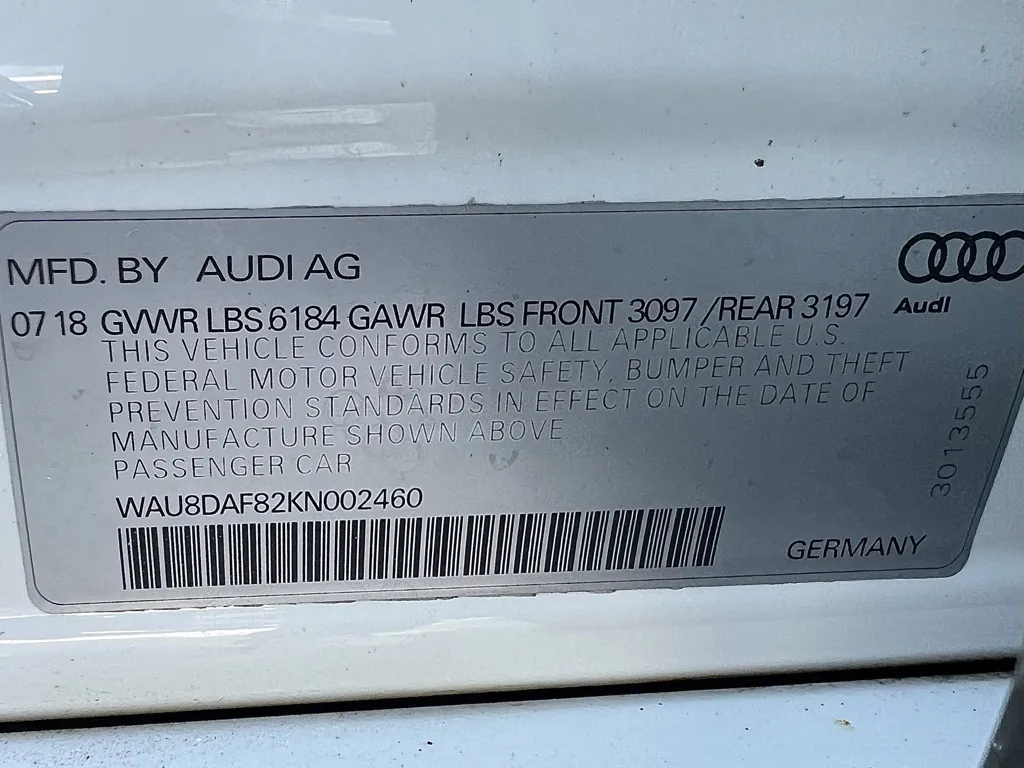 MFD. BY AUDI AG
07 18 GVWR LBS 6184 GAWR LBS FRONT 3097 /REAR 3197
Audi
THIS VEHICLE CONFORMS TO ALL APPLICABLE U.S.
FEDERAL MOTOR VEHICLE SAFETY, BUMPER AND THEFT
PREVENTION STANDARDS IN EFFECT ON THE DATE OF
MANUFACTURE SHOWN ABOVE
PASSENGER CAR
WAU8DAF82KN002460
GERMANY
3013555